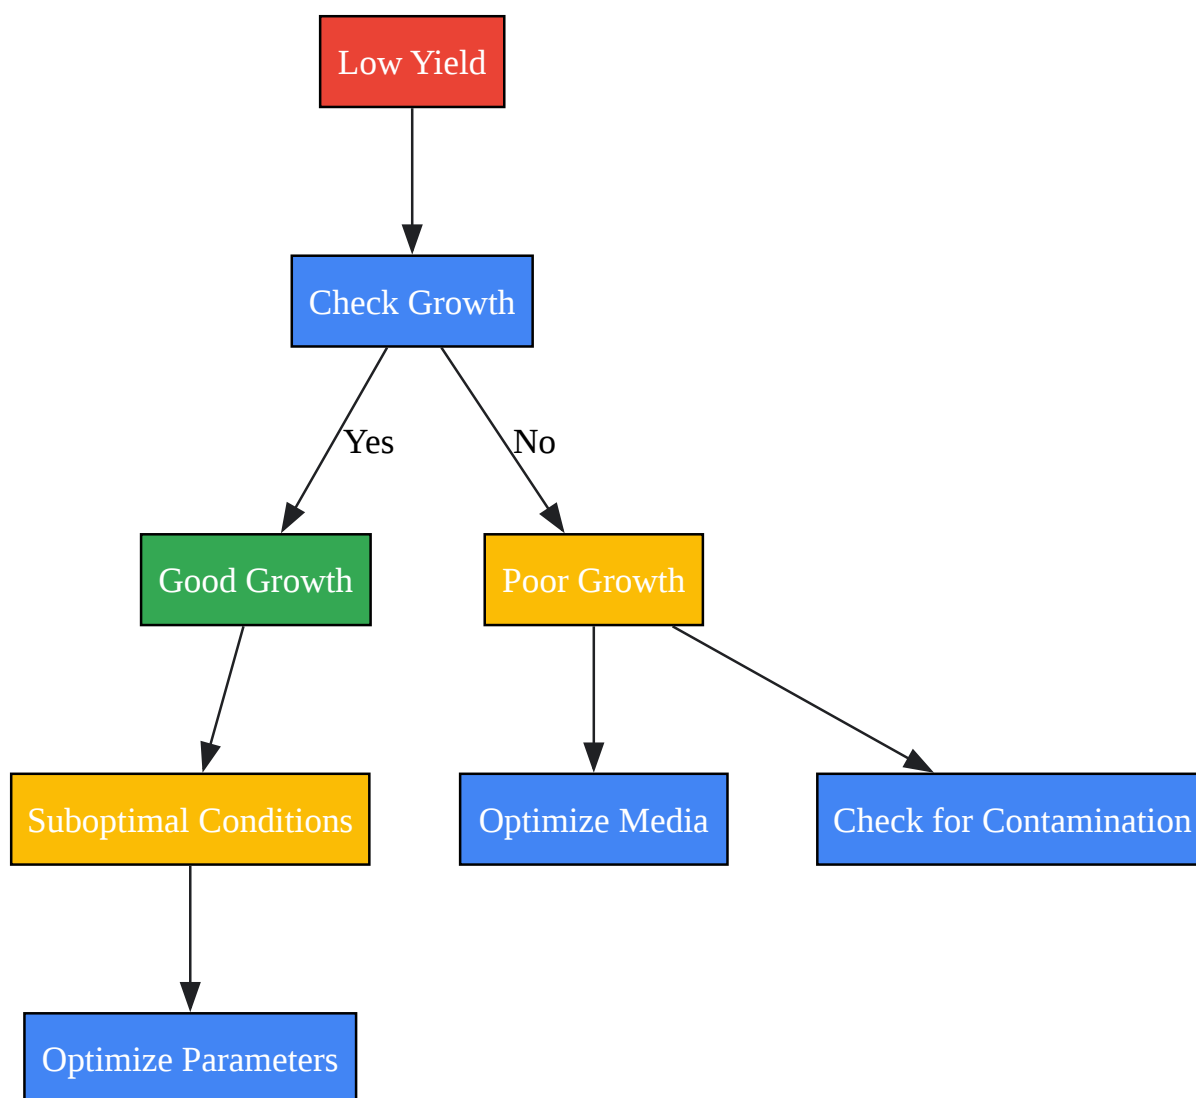 Low Yield
Check Growth
Yes
No
Good Growth
Poor Growth
Suboptimal Conditions
Optimize Media
Check for Contamination
Optimize Parameters